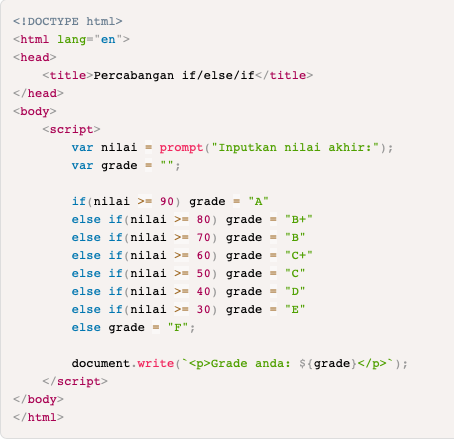 <!DOCTYPE html>
<html lang="en">
<head>
    <title>Percabangan if/else/if</title>
</head>
<body>
    <script>
        var nilai = prompt("Inputkan nilai akhir:");
        var grade = "";

        if(nilai >= 90) grade = "A"
        else if(nilai >= 80) grade = "B+"
        else if(nilai >= 70) grade = "B"
        else if(nilai >= 60) grade = "C+"
        else if(nilai >= 50) grade = "C"
        else if(nilai >= 40) grade = "D"
        else if(nilai >= 30) grade = "E"
        else grade = "F";

        document.write(`<p>Grade anda: ${grade}</p>`);
    </script>
</body>
</html>